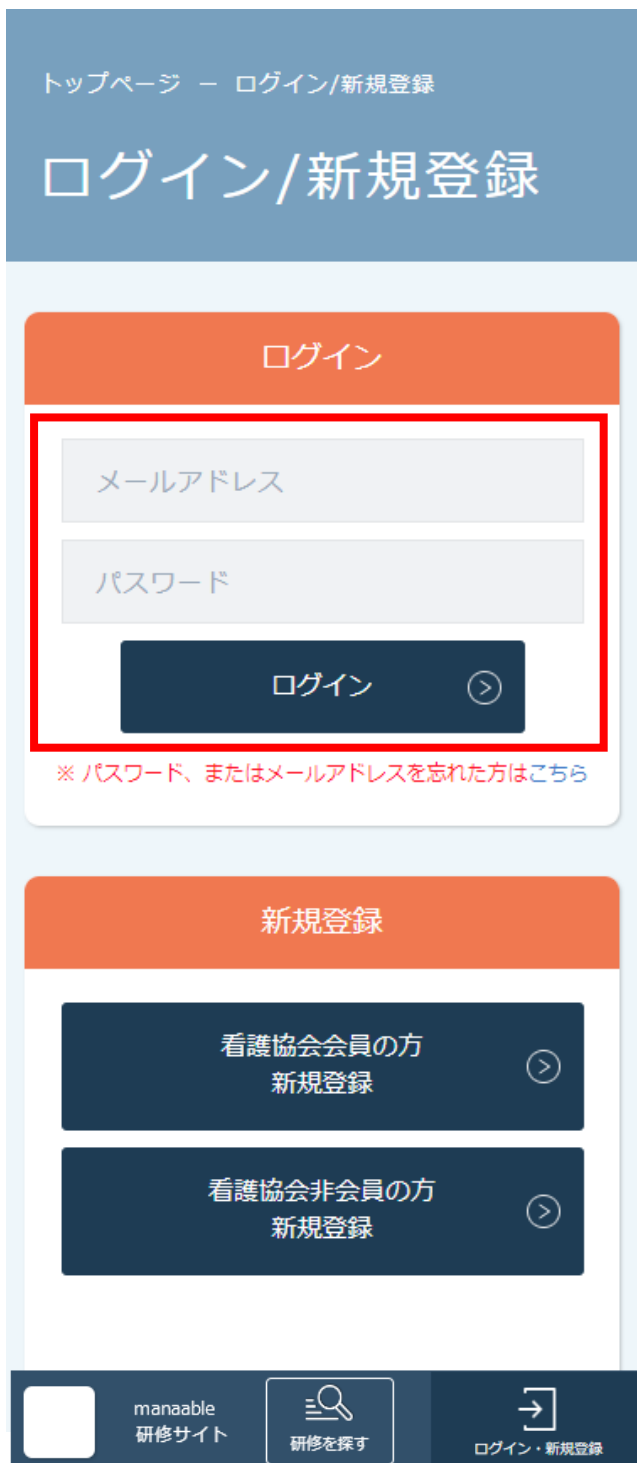 トップページ － ログイン/新規登録
ログイン/新規登録
ログイン
メールアドレス
パスワード
ログイン
※ パスワード、またはメールアドレスを忘れた方はこちら
新規登録
看護協会会員の方
新規登録
看護協会非会員の方
新規登録
manaable
研修サイト
研修を探す
ログイン・新規登録